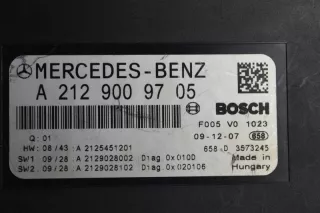 MERCEDES-BENZ
A 212 900 97 05
BOSCH
Q: 01
F005 V0 1023
HW: 08/43 A 2125451201
09-12-07 658
SW1 09/28 A 2129028002 Diag. 0x010D
658 D 3573245
SW2 09/28 A 2129028102 Diag. 0x020106
Made in
Hungary